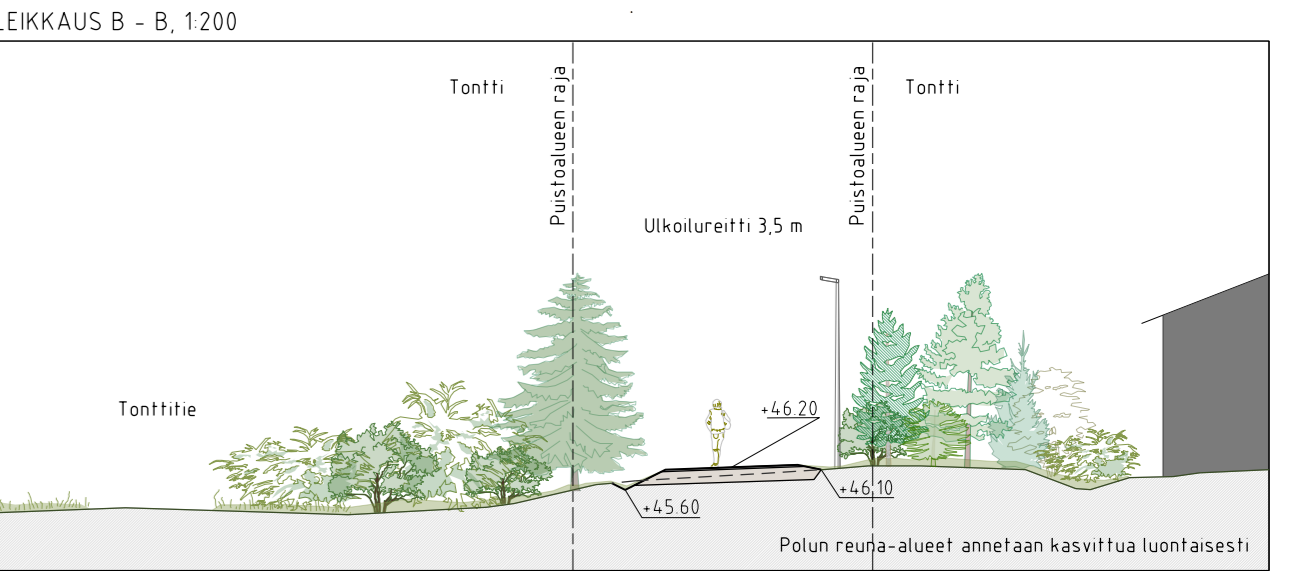 LEIKKAUS B - B, 1:200
Tontti
Puistoalueen raja
Puistoalueen raja
Tontti
Ulkoilureitti 3,5 m
Tonttitie
+46.20
+46.10
+45.60
Polun reuna-alueet annetaan kasvittua luontaisesti